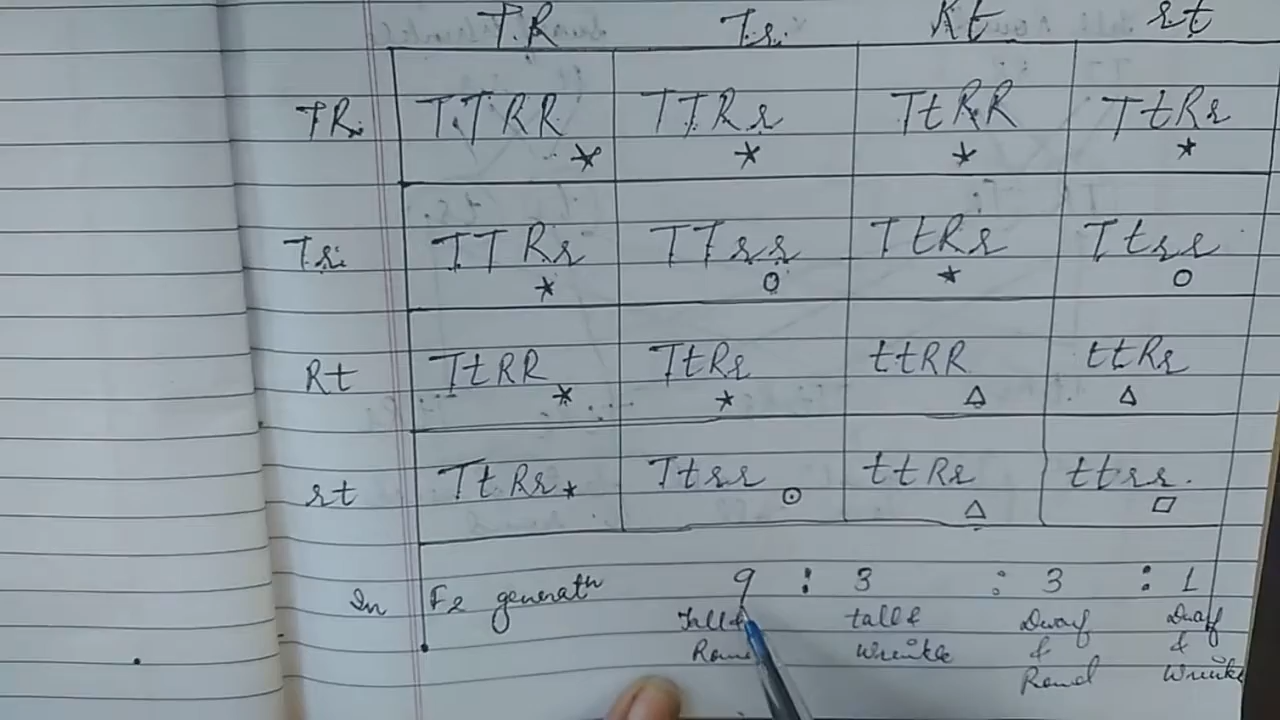 TR Tr Rt rt
TR TTRR TTRr TtRR TtRr
Tr TTRr TTrr TtRr Ttrr
Rt TtRR TtRr ttRR ttRr
rt TtRr Ttrr ttRr ttrr
In F2 generatn 9 : 3 : 3 : 1
Tall & tall & Dwarf Dwarf
Round Wrinkle & &
Round Wrinkle